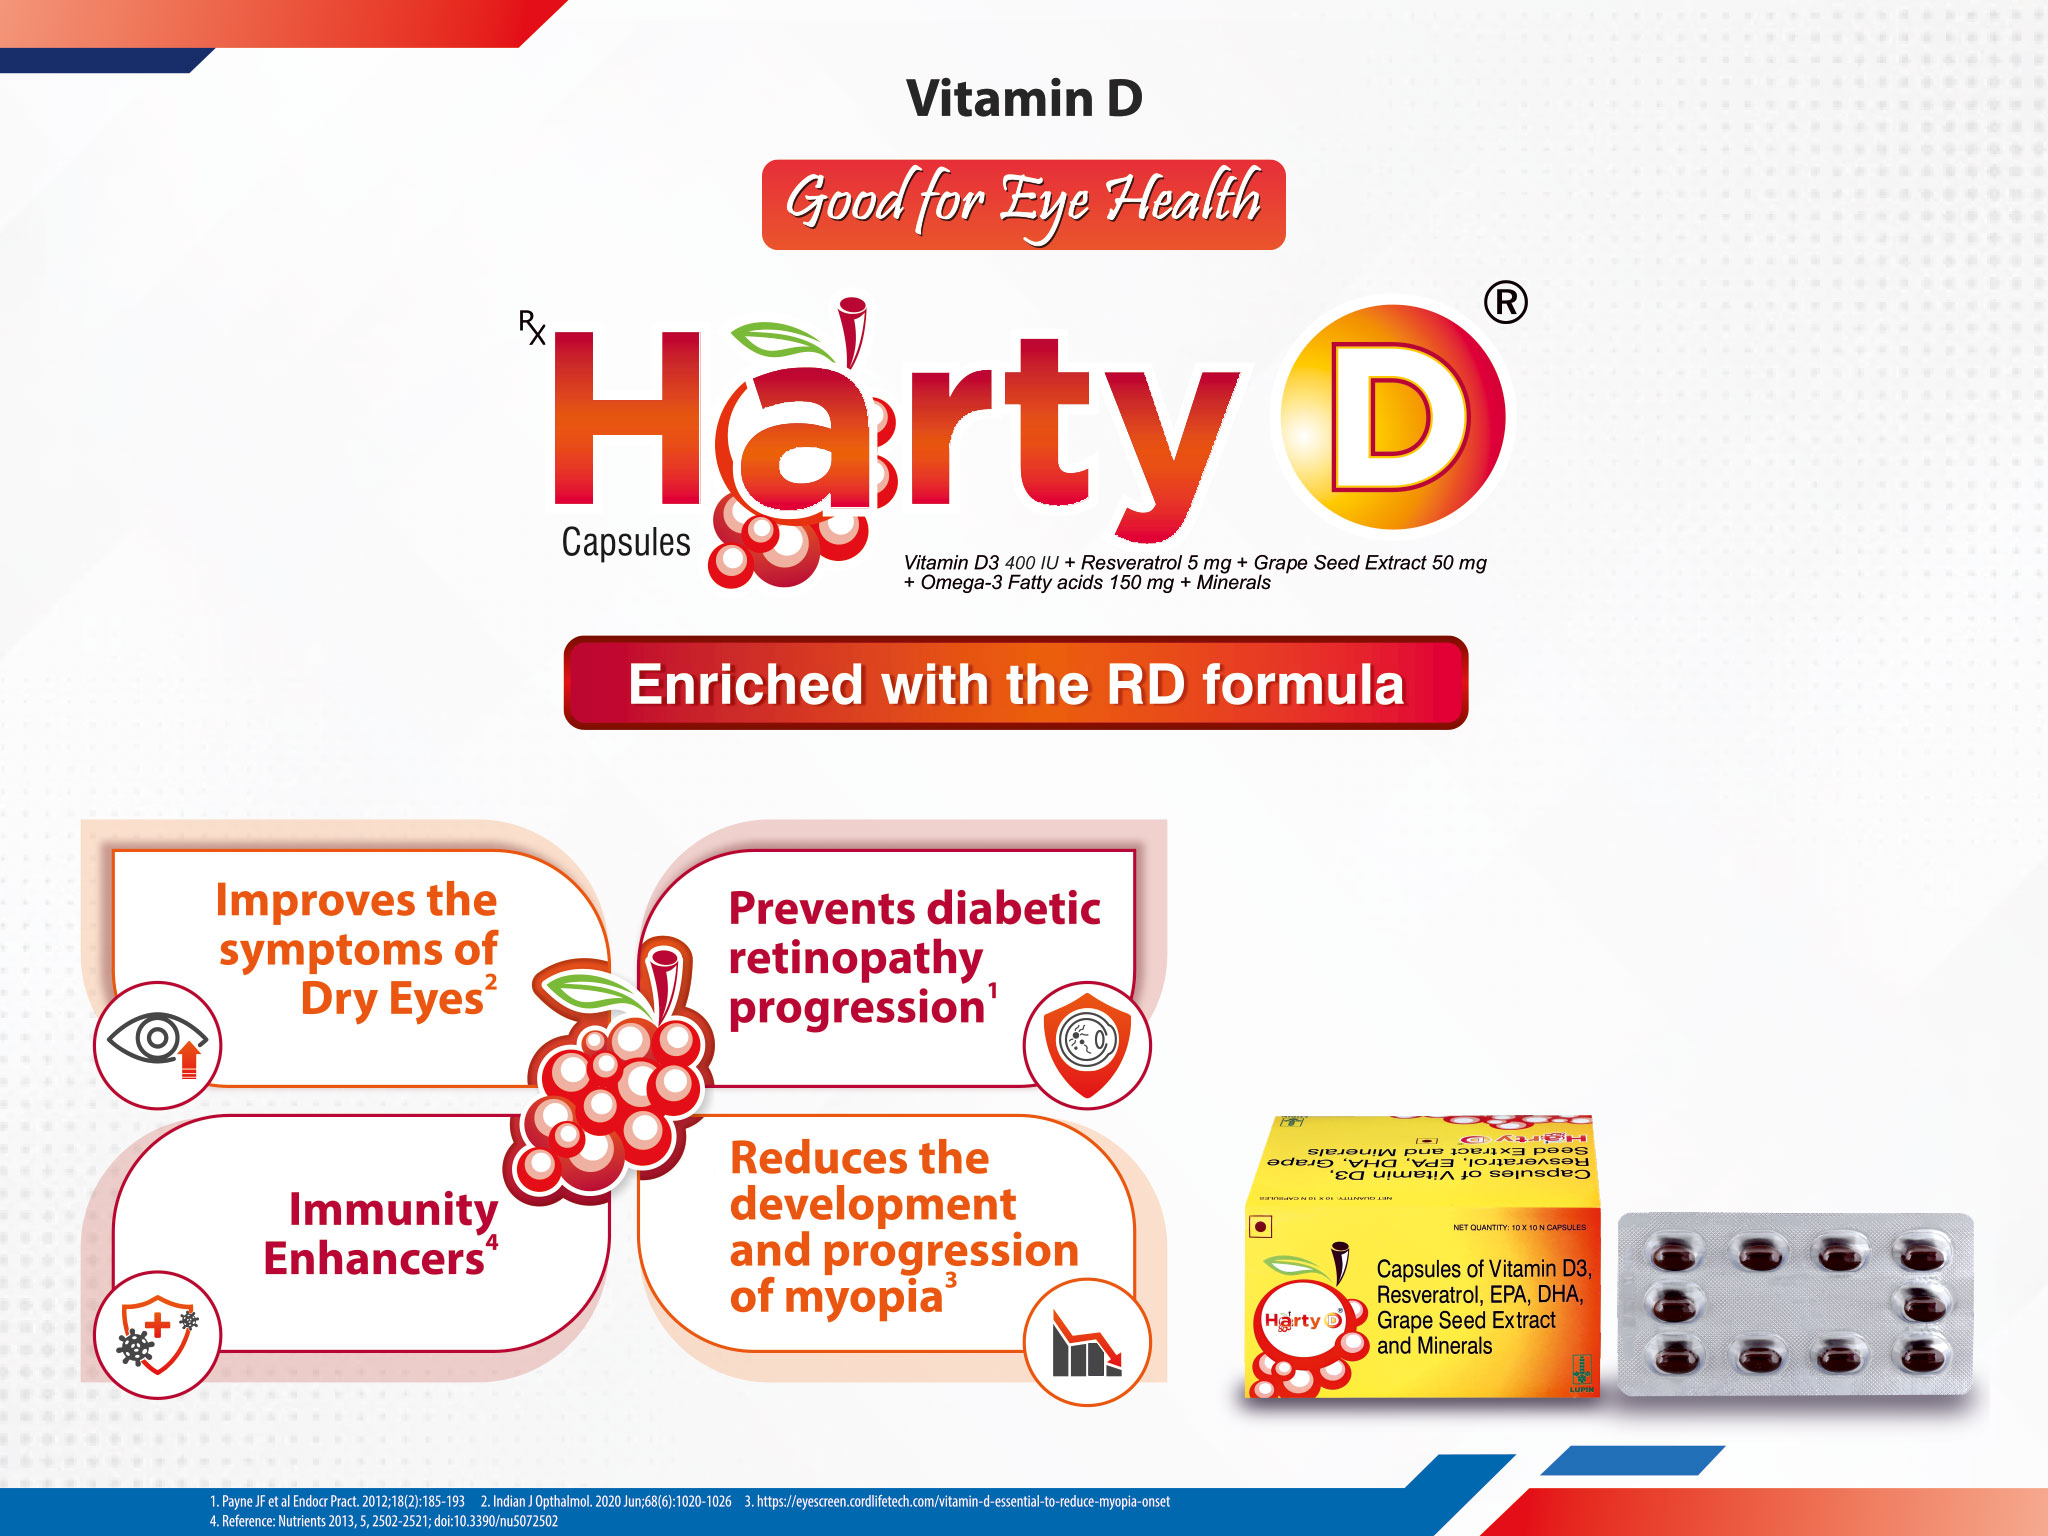 Vitamin D
Good for Eye Health
Rx
Harty D®
Capsules
Vitamin D3 400 IU + Resveratrol 5 mg + Grape Seed Extract 50 mg
+ Omega-3 Fatty acids 150 mg + Minerals
Enriched with the RD formula
Improves the
symptoms of
Dry Eyes²
Prevents diabetic
retinopathy
progression¹
Immunity
Enhancers⁴
Reduces the
development
and progression
of myopia³
Harty D
Capsules of Vitamin D3,
Resveratrol, EPA, DHA, Grape
Seed Extract and Minerals
NET QUANTITY: 10 X 10 N CAPSULES
NET QUANTITY: 10 X 10 N CAPSULES
Capsules of Vitamin D3,
Resveratrol, EPA, DHA,
Grape Seed Extract
and Minerals
Harty D
LUPIN
1. Payne JF et al Endocr Pract. 2012;18(2):185-193 2. Indian J Opthalmol. 2020 Jun;68(6):1020-1026 3. https://eyescreen.cordlifetech.com/vitamin-d-essential-to-reduce-myopia-onset
4. Reference: Nutrients 2013, 5, 2502-2521; doi:10.3390/nu5072502